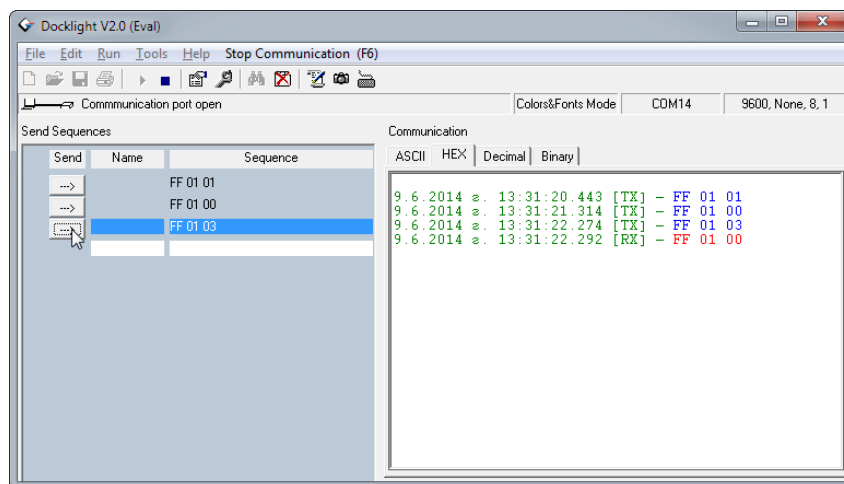 Docklight V2.0 (Eval)
File Edit Run Tools Help Stop Communication (F6)
Commmunication port open Colors&Fonts Mode COM14 9600, None, 8, 1
Send Sequences
Send Name Sequence
---> FF 01 01
---> FF 01 00
---> FF 01 03
Communication
ASCII HEX Decimal Binary
9.6.2014 г. 13:31:20.443 [TX] - FF 01 01
9.6.2014 г. 13:31:21.314 [TX] - FF 01 00
9.6.2014 г. 13:31:22.274 [TX] - FF 01 03
9.6.2014 г. 13:31:22.292 [RX] - FF 01 00